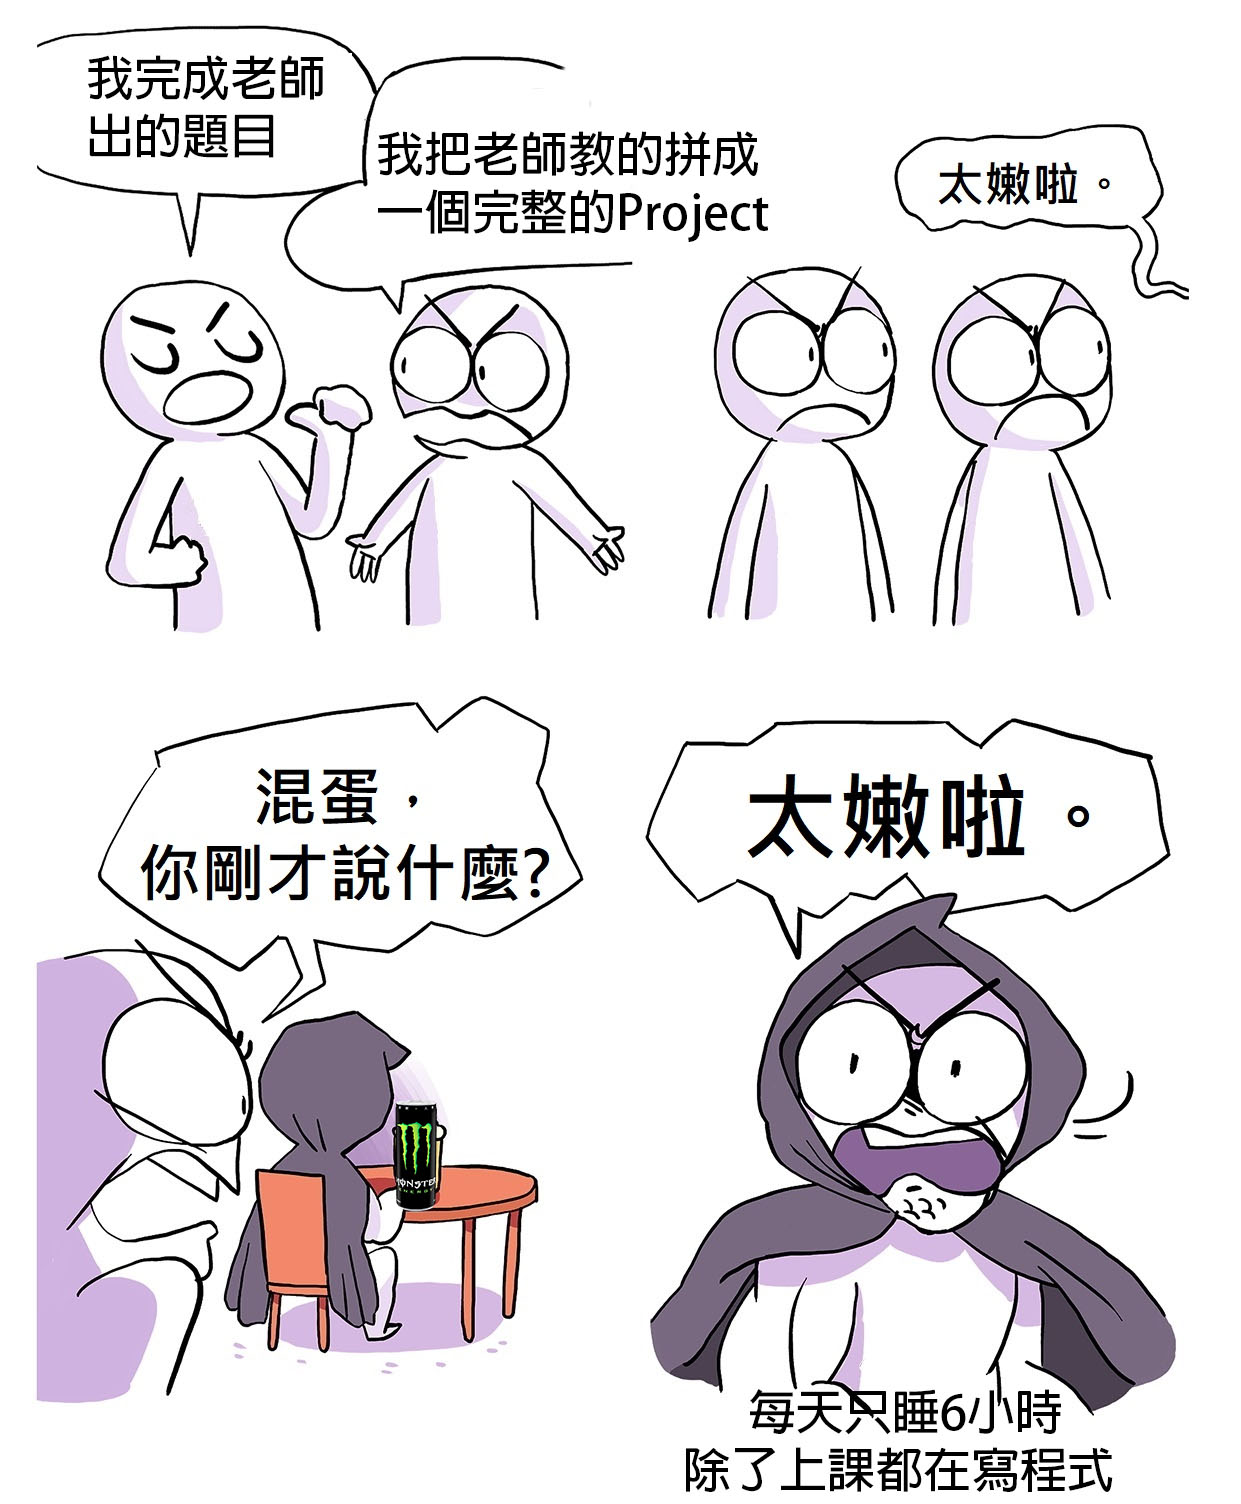 我完成老師
出的題目
我把老師教的拼成
一個完整的Project
太嫩啦。
混蛋，
你剛才說什麼?
MONSTER
ENERGY
太嫩啦。
每天只睡6小時
除了上課都在寫程式